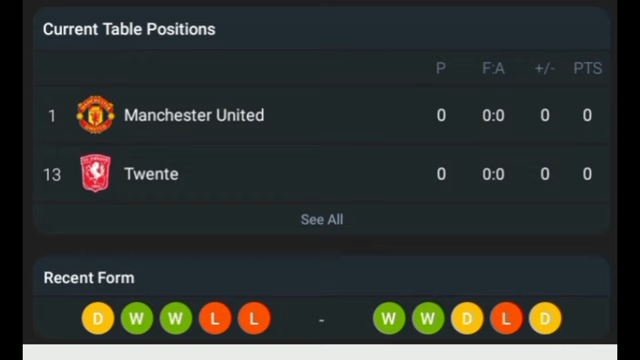 Current Table Positions
P F:A +/- PTS
1 Manchester United 0 0:0 0 0
13 Twente 0 0:0 0 0
See All
Recent Form
D W W L L - W W D L D